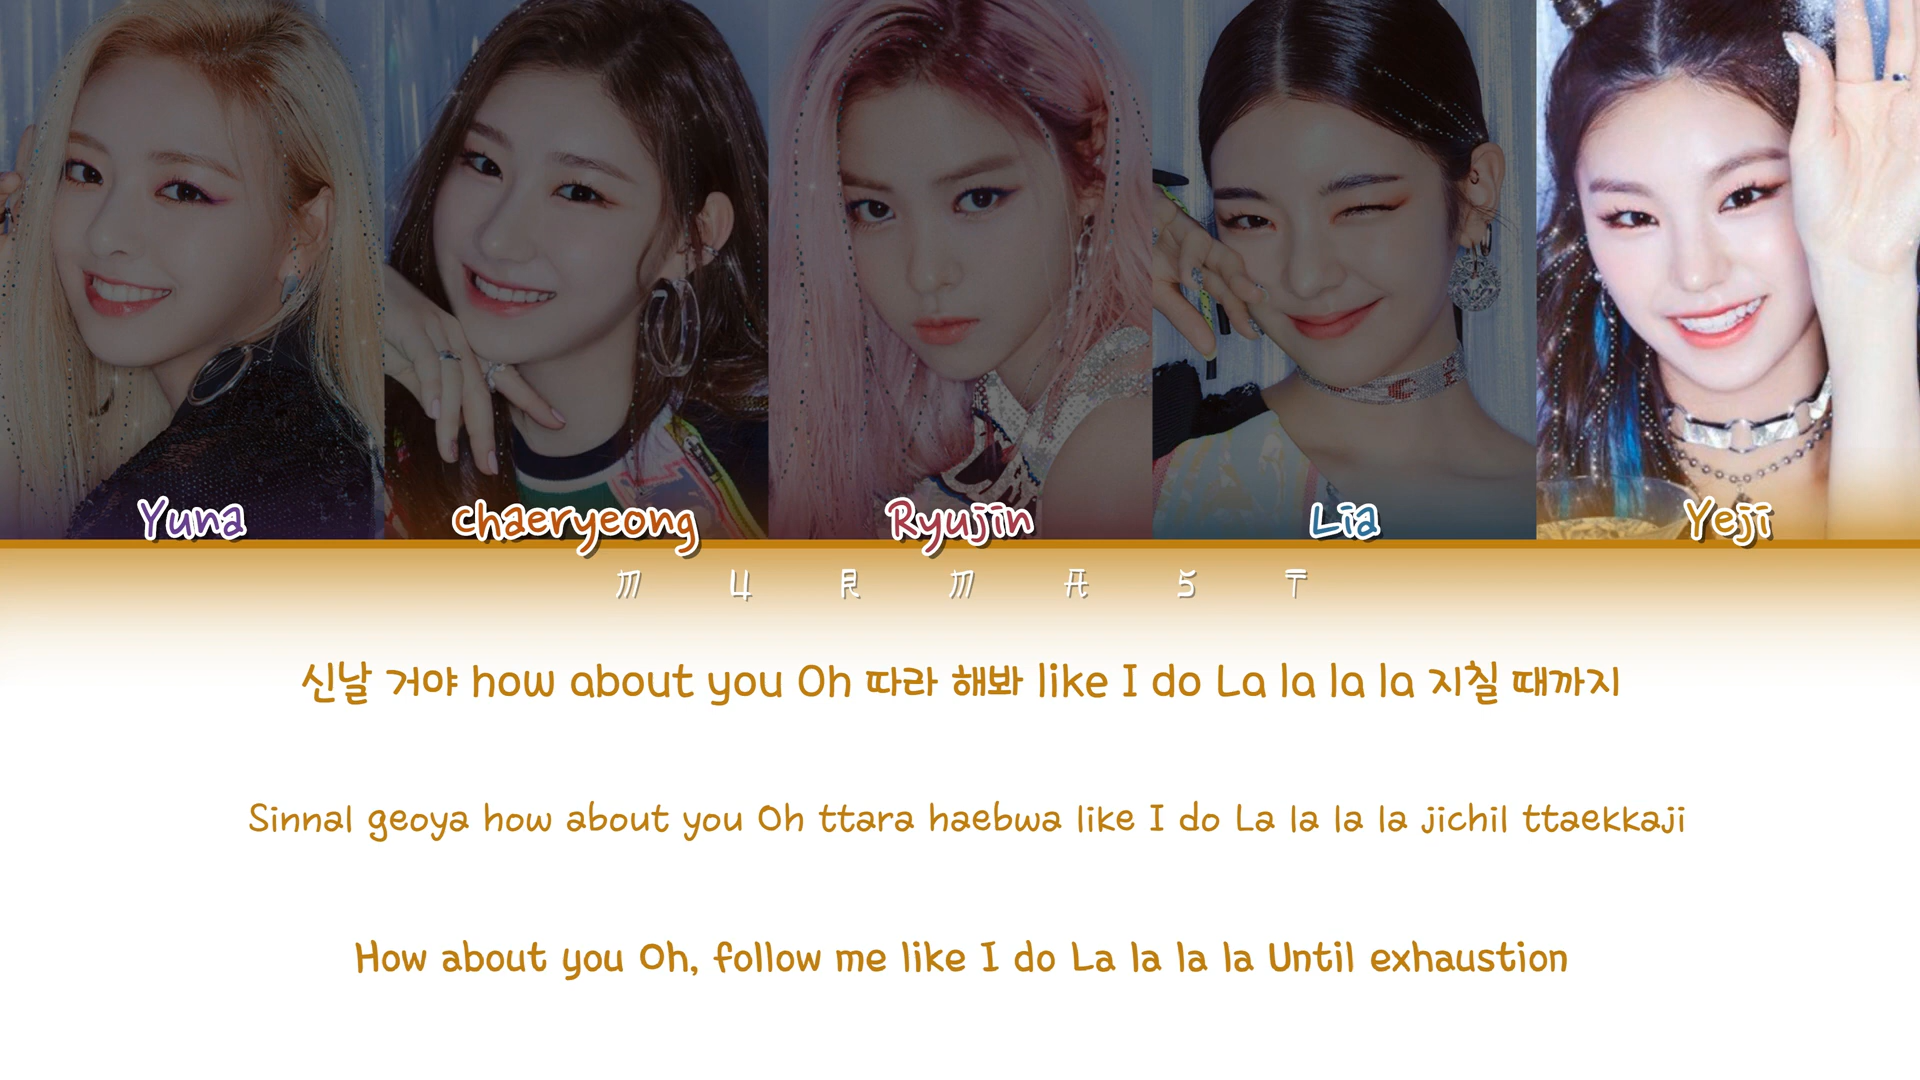 Yuna chaeryeong Ryujin Lia Yeji
MURMAST
신날 거야 how about you Oh 따라 해봐 like I do La la la la 지칠 때까지
Sinnal geoya how about you Oh ttara haebwa like I do La la la la jichil ttaekkaji
How about you Oh, follow me like I do La la la la Until exhaustion